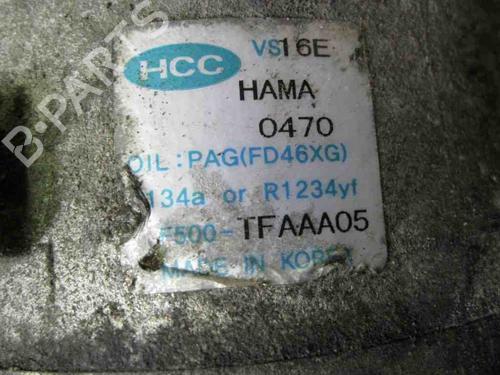 HCC VS16E
HAMA
0470
OIL : PAG(FD46XG)
134a or R1234yf
F500-TFAAA05
MADE IN KOREA
B-PARTS